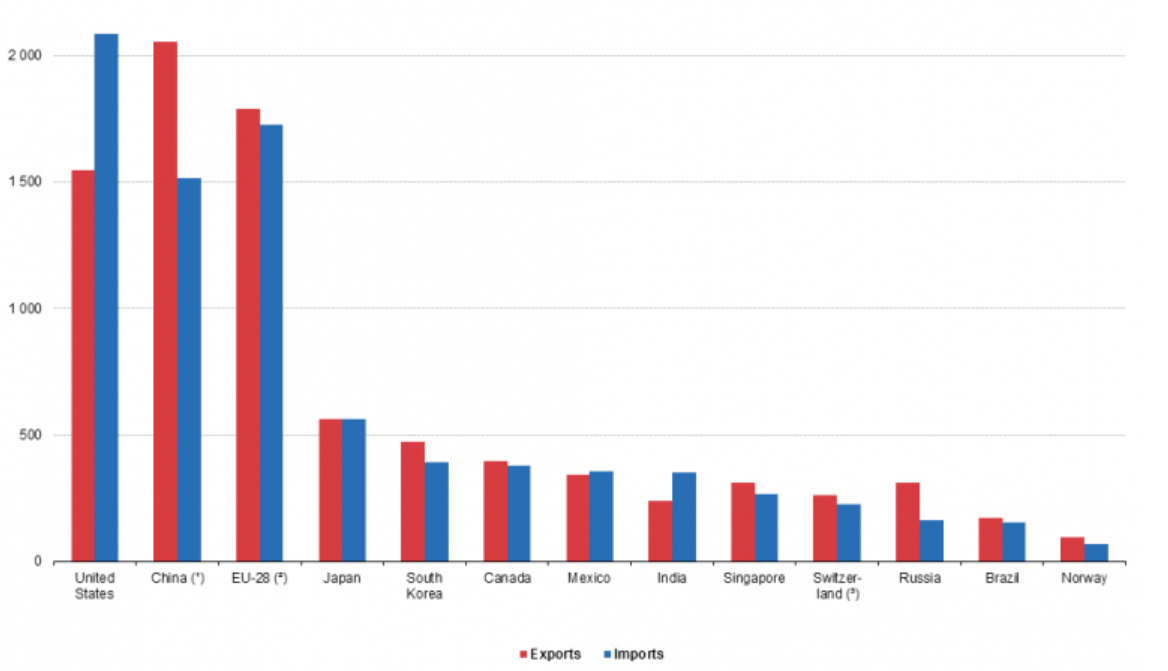 2 000
1 500
1 000
500
0
United States
China (¹)
EU-28 (²)
Japan
South Korea
Canada
Mexico
India
Singapore
Switzer-
land (³)
Russia
Brazil
Norway
Exports
Imports